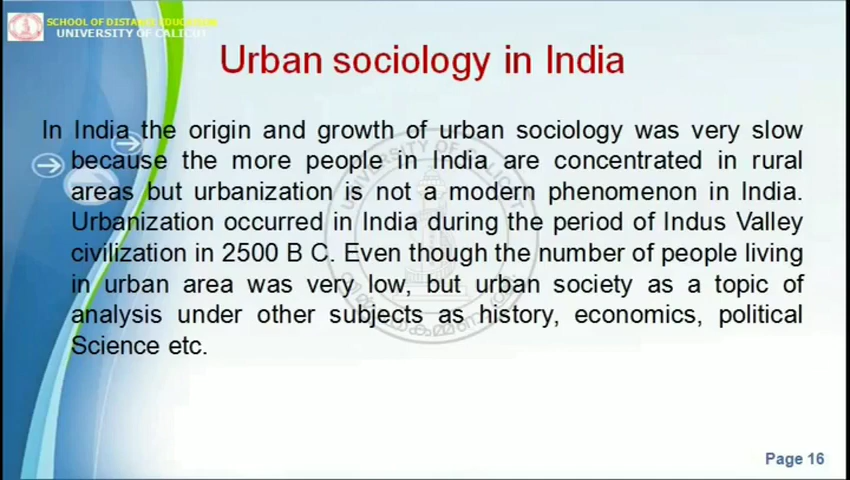 SCHOOL OF DISTANCE EDUCATION
UNIVERSITY OF CALICUT
Urban sociology in India
In India the origin and growth of urban sociology was very slow
because the more people in India are concentrated in rural
areas but urbanization is not a modern phenomenon in India.
Urbanization occurred in India during the period of Indus Valley
civilization in 2500 B C. Even though the number of people living
in urban area was very low, but urban society as a topic of
analysis under other subjects as history, economics, political
Science etc.
UNIVERSITY OF CALICUT
Page 16